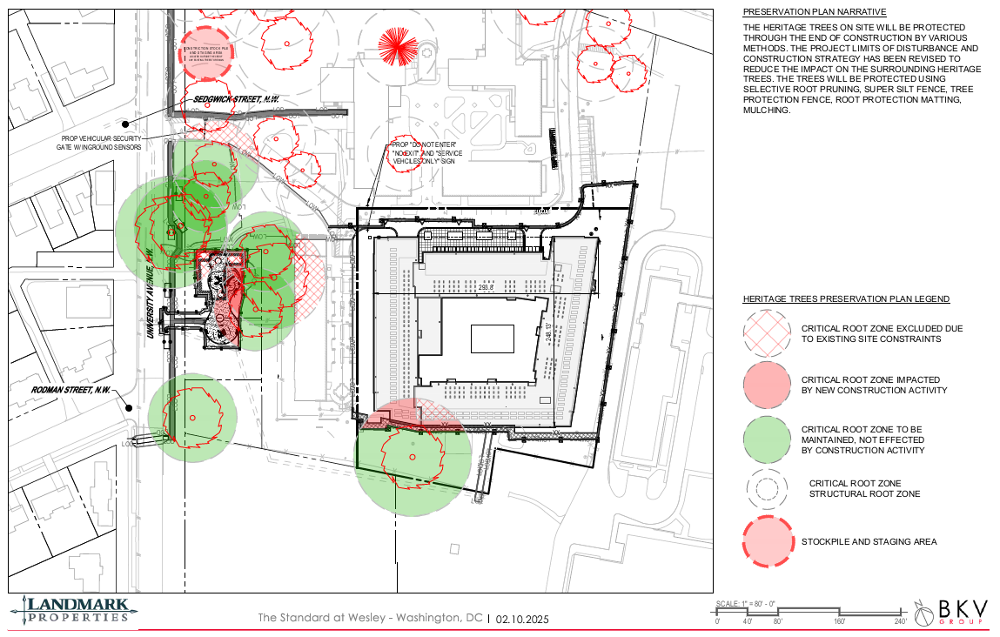 PRESERVATION PLAN NARRATIVE
THE HERITAGE TREES ON SITE WILL BE PROTECTED
THROUGH THE END OF CONSTRUCTION BY VARIOUS
METHODS. THE PROJECT LIMITS OF DISTURBANCE AND
CONSTRUCTION STRATEGY HAS BEEN REVISED TO
REDUCE THE IMPACT ON THE SURROUNDING HERITAGE
TREES. THE TREES WILL BE PROTECTED USING
SELECTIVE ROOT PRUNING, SUPER SILT FENCE, TREE
PROTECTION FENCE, ROOT PROTECTION MATTING,
MULCHING.
SEDGWICK STREET, N.W.
PROP VEHICULAR SECURITY
GATE W/ INGROUND SENSORS
PROP "DO NOT ENTER"
"NO EXIT" AND "SERVICE
VEHCILES ONLY" SIGN
LOW
LOW
LOW
LOW
UNIVERSITY AVENUE, N.W.
293.8'
248.13'
RODMAN STREET, N.W.
HERITAGE TREES PRESERVATION PLAN LEGEND
CRITICAL ROOT ZONE EXCLUDED DUE
TO EXISTING SITE CONSTRAINTS
CRITICAL ROOT ZONE IMPACTED
BY NEW CONSTRUCTION ACTIVITY
CRITICAL ROOT ZONE TO BE
MAINTAINED, NOT EFFECTED
BY CONSTRUCTION ACTIVITY
CRITICAL ROOT ZONE
STRUCTURAL ROOT ZONE
STOCKPILE AND STAGING AREA
LANDMARK
PROPERTIES
The Standard at Wesley - Washington, DC | 02.10.2025
SCALE: 1" = 80' - 0"
0' 40' 80' 160' 240'
BKV
GROUP